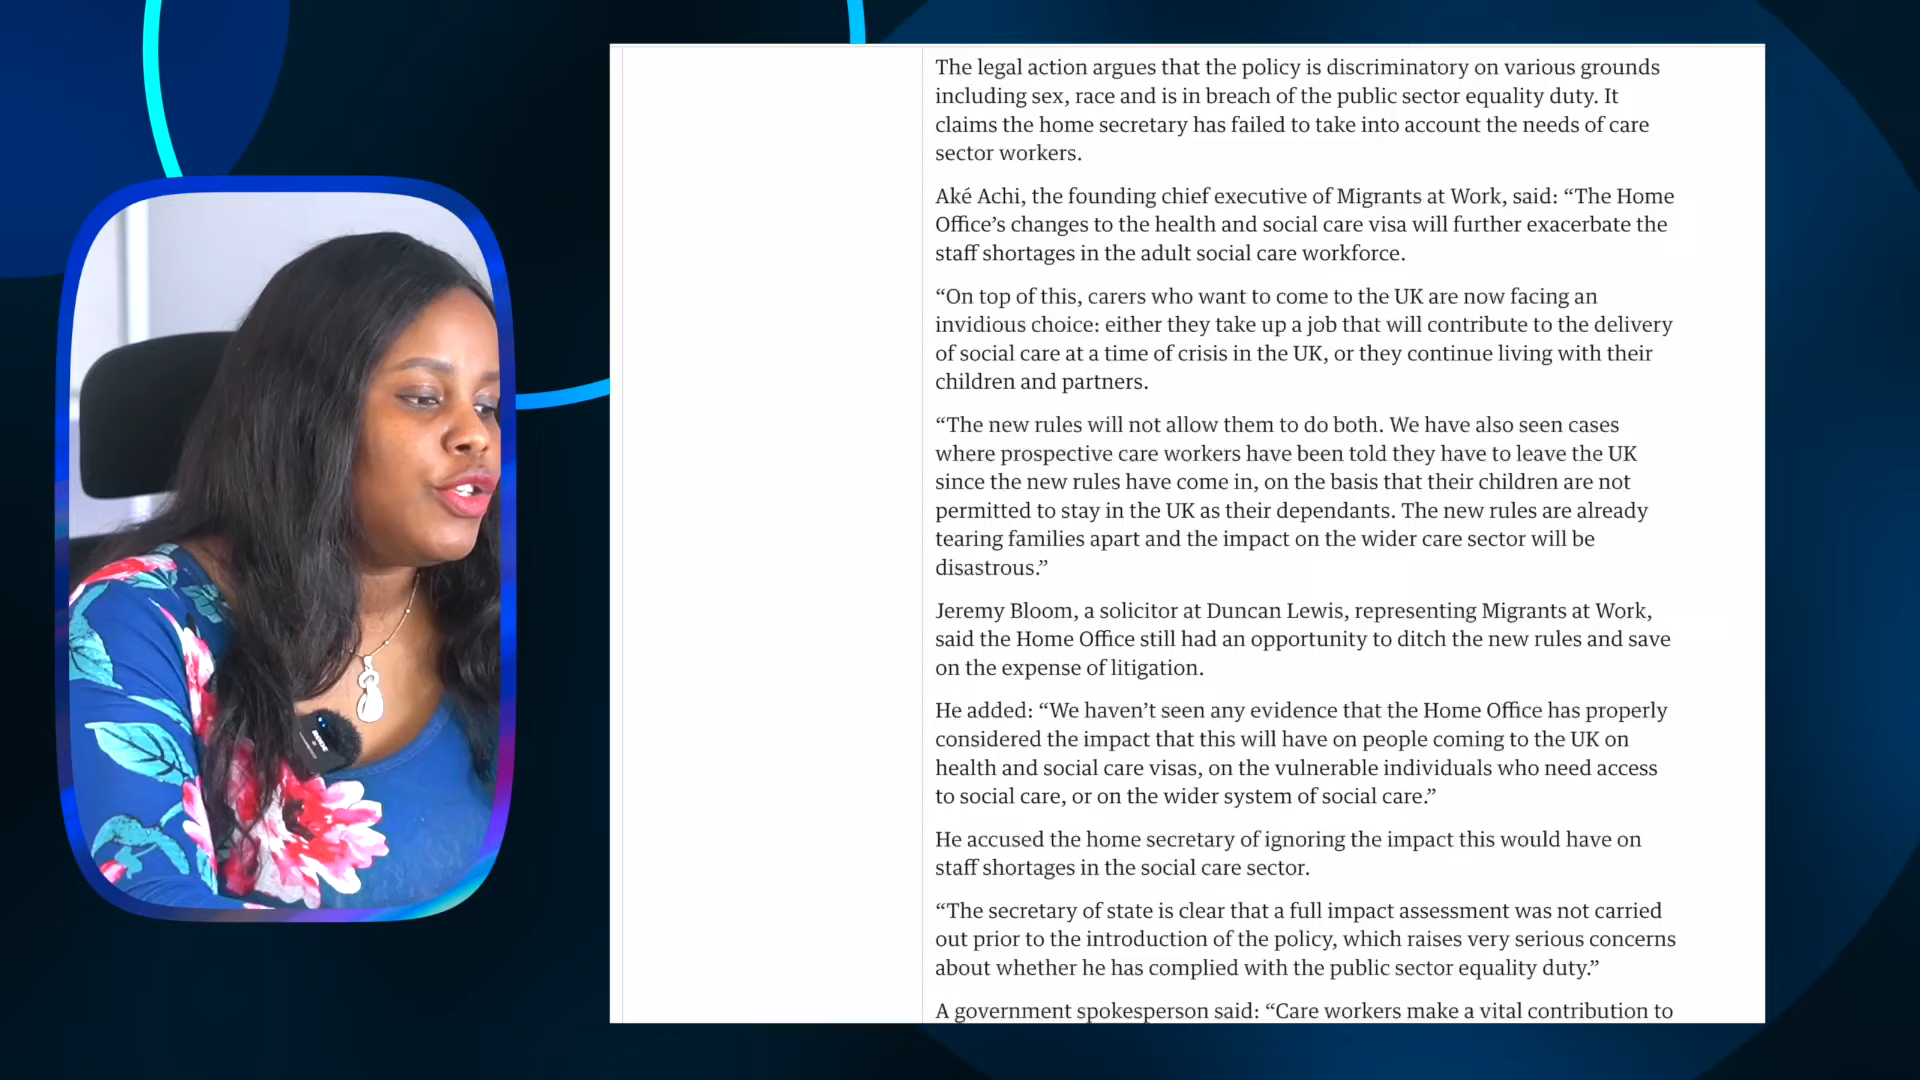 The legal action argues that the policy is discriminatory on various grounds
including sex, race and is in breach of the public sector equality duty. It
claims the home secretary has failed to take into account the needs of care
sector workers.
Aké Achi, the founding chief executive of Migrants at Work, said: “The Home
Office’s changes to the health and social care visa will further exacerbate the
staff shortages in the adult social care workforce.
“On top of this, carers who want to come to the UK are now facing an
invidious choice: either they take up a job that will contribute to the delivery
of social care at a time of crisis in the UK, or they continue living with their
children and partners.
“The new rules will not allow them to do both. We have also seen cases
where prospective care workers have been told they have to leave the UK
since the new rules have come in, on the basis that their children are not
permitted to stay in the UK as their dependants. The new rules are already
tearing families apart and the impact on the wider care sector will be
disastrous.”
Jeremy Bloom, a solicitor at Duncan Lewis, representing Migrants at Work,
said the Home Office still had an opportunity to ditch the new rules and save
on the expense of litigation.
He added: “We haven’t seen any evidence that the Home Office has properly
considered the impact that this will have on people coming to the UK on
health and social care visas, on the vulnerable individuals who need access
to social care, or on the wider system of social care.”
He accused the home secretary of ignoring the impact this would have on
staff shortages in the social care sector.
“The secretary of state is clear that a full impact assessment was not carried
out prior to the introduction of the policy, which raises very serious concerns
about whether he has complied with the public sector equality duty.”
A government spokesperson said: “Care workers make a vital contribution to